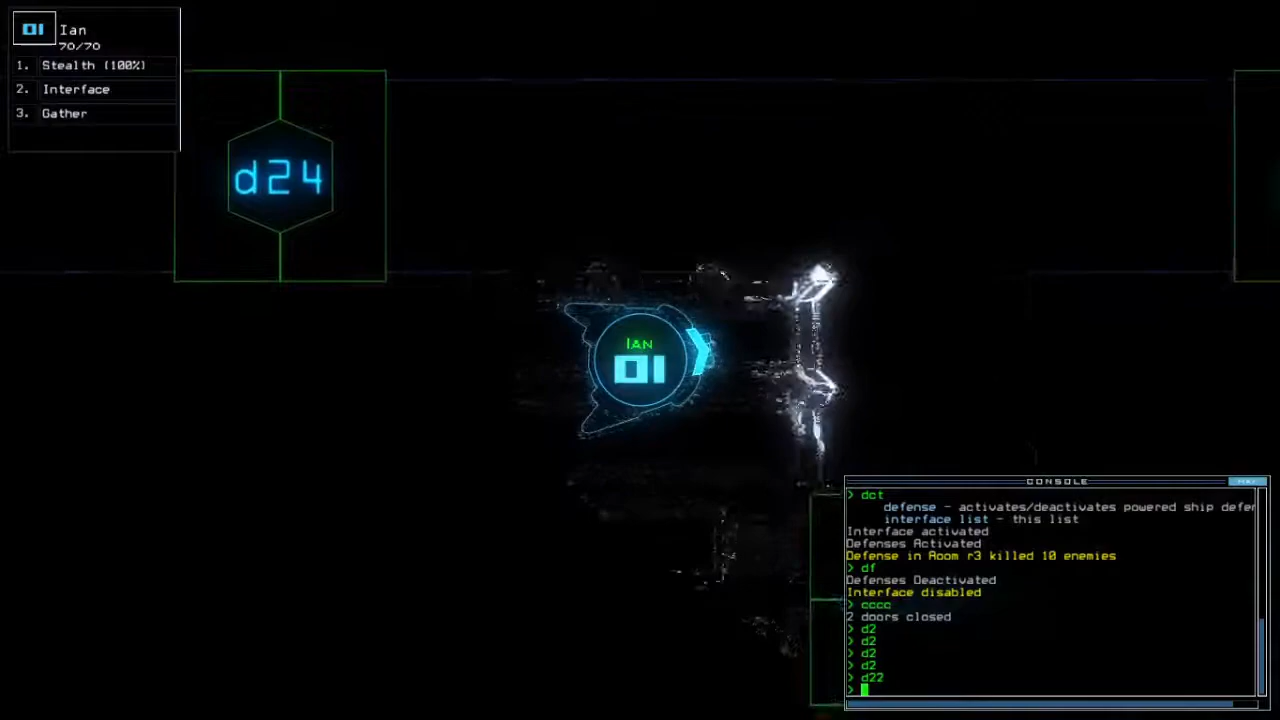 01 Ian
70/70
1. Stealth (100%)
2. Interface
3. Gather
d24
IAN
01
CONSOLE
> dct
defense - activates/deactivates powered ship defen
interface list - this list
Interface activated
Defenses Activated
Defense in Room r3 killed 10 enemies
> df
Defenses Deactivated
Interface disabled
> cccc
2 doors closed
> d2
> d2
> d2
> d2
> d22
>